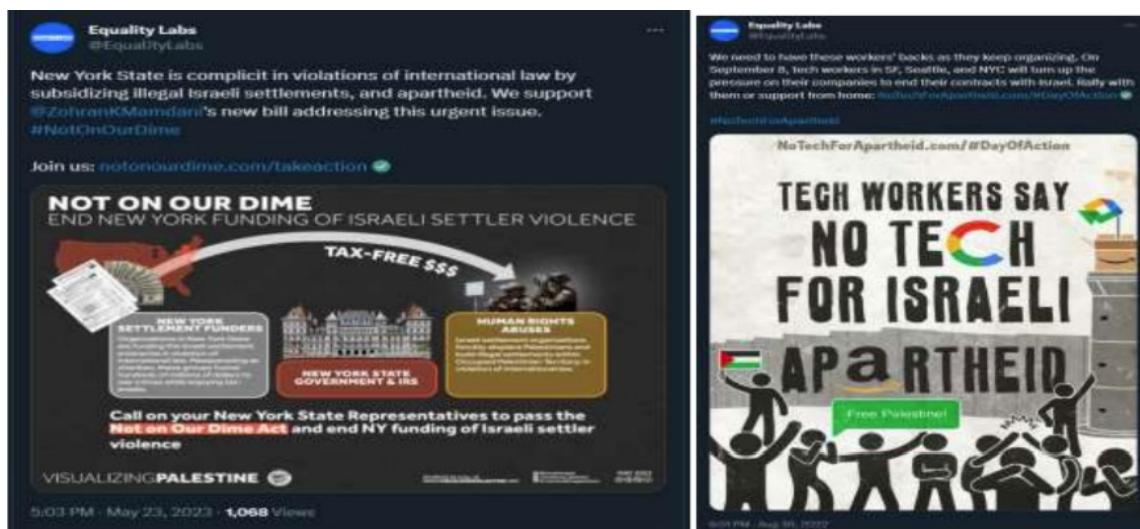 Equality Labs
@EqualityLabs
New York State is complicit in violations of international law by
subsidizing illegal Israeli settlements, and apartheid. We support
@ZohranKMamdani's new bill addressing this urgent issue.
#NotOnOurDime
Join us: notonourdime.com/takeaction
NOT ON OUR DIME
END NEW YORK FUNDING OF ISRAELI SETTLER VIOLENCE
TAX-FREE $$$
NEW YORK
SETTLEMENT FUNDERS
NEW YORK STATE
GOVERNMENT & IRS
HUMAN RIGHTS
ABUSES
Call on your New York State Representatives to pass the
Not on Our Dime Act and end NY funding of Israeli settler
violence
VISUALIZINGPALESTINE
5:03 PM · May 23, 2023 · 1,068 Views
Equality Labs
@EqualityLabs
We need to have these workers' backs as they keep organizing. On
September 8, tech workers in SF, Seattle, and NYC will turn up the
pressure on their companies to end their contracts with Israel. Rally with
them or support from home: NoTechForApartheid.com/#DayOfAction
#NoTechForApartheid
NoTechForApartheid.com/#DayOfAction
TECH WORKERS SAY
NO TECH
FOR ISRAELI
APaRTHEID
Free Palestine!